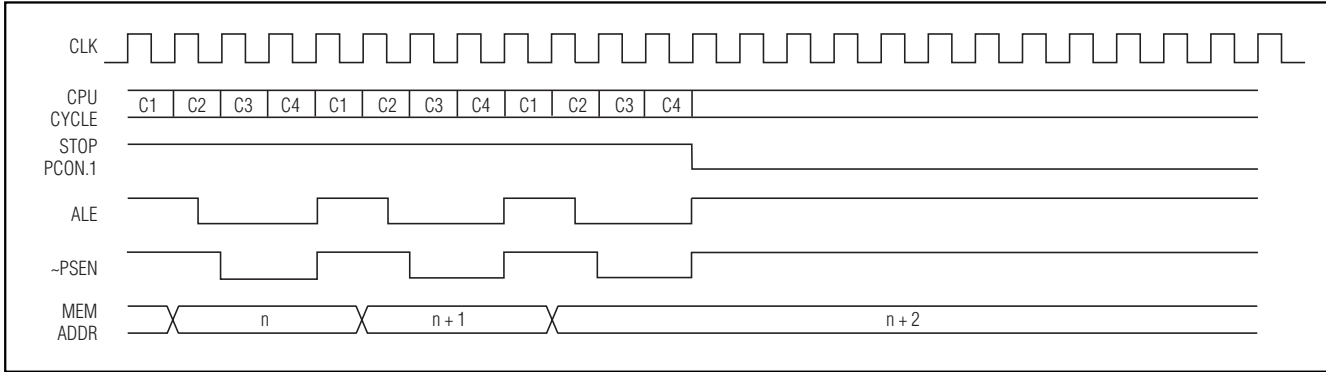 CLK
CPU
CYCLE
C1 C2 C3 C4 C1 C2 C3 C4 C1 C2 C3 C4
STOP
PCON.1
ALE
~PSEN
MEM
ADDR
n n + 1 n + 2